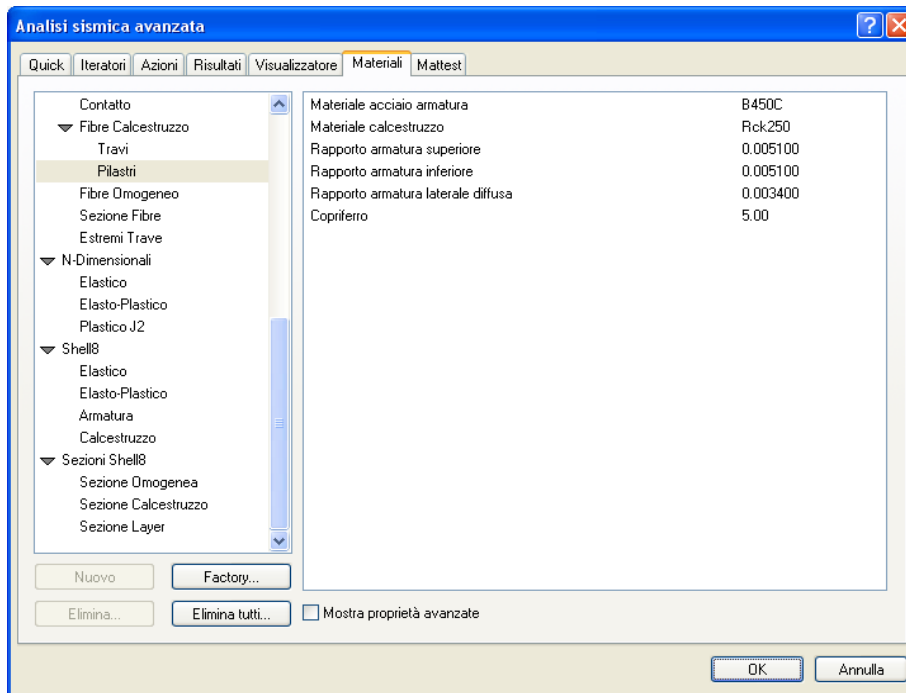 Analisi sismica avanzata
Quick Iteratori Azioni Risultati Visualizzatore Materiali Mattest
Contatto
Fibre Calcestruzzo
Travi
Pilastri
Fibre Omogeneo
Sezione Fibre
Estremi Trave
N-Dimensionali
Elastico
Elasto-Plastico
Plastico J2
Shell8
Elastico
Elasto-Plastico
Armatura
Calcestruzzo
Sezioni Shell8
Sezione Omogenea
Sezione Calcestruzzo
Sezione Layer
Materiale acciaio armatura B450C
Materiale calcestruzzo Rck250
Rapporto armatura superiore 0.005100
Rapporto armatura inferiore 0.005100
Rapporto armatura laterale diffusa 0.003400
Copriferro 5.00
Nuovo Factory...
Elimina... Elimina tutti... Mostra proprietà avanzate
OK Annulla